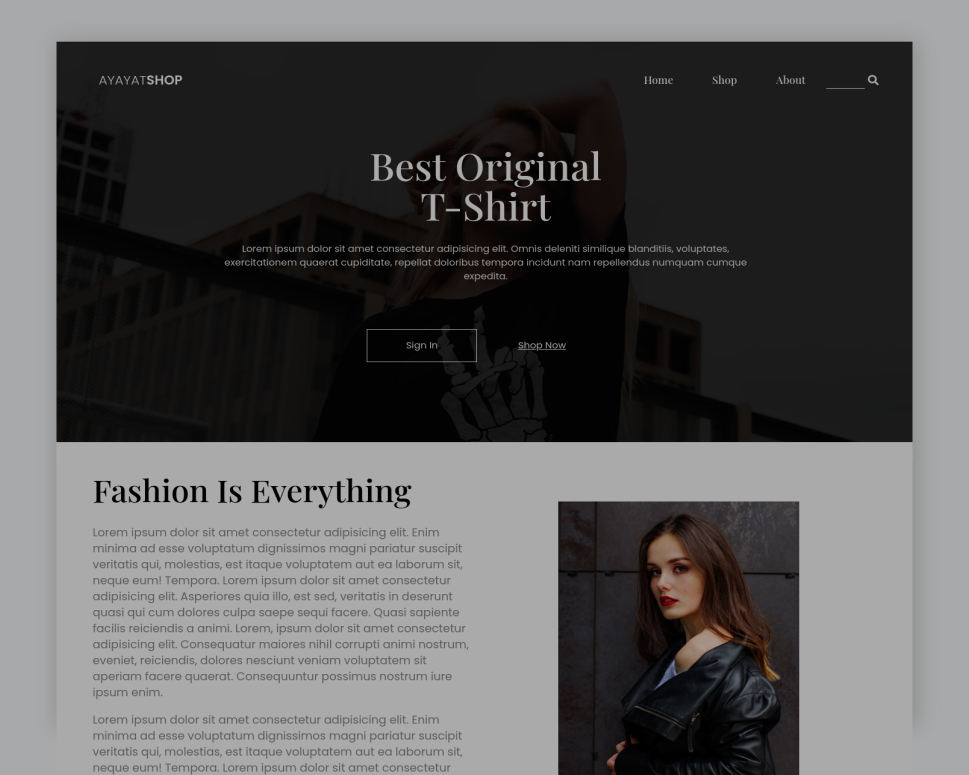 AYAYATSHOP
Home Shop About
Best Original
T-Shirt
Lorem ipsum dolor sit amet consectetur adipisicing elit. Omnis deleniti similique blanditiis, voluptates,
exercitationem quaerat cupiditate, repellat doloribus tempora incidunt nam repellendus numquam cumque
expedita.
Sign In Shop Now
Fashion Is Everything
Lorem ipsum dolor sit amet consectetur adipisicing elit. Enim
minima ad esse voluptatum dignissimos magni pariatur suscipit
veritatis qui, molestias, est itaque voluptatem aut ea laborum sit,
neque eum! Tempora. Lorem ipsum dolor sit amet consectetur
adipisicing elit. Asperiores quia illo, est sed, veritatis in deserunt
quasi qui cum dolores culpa saepe sequi facere. Quasi sapiente
facilis reiciendis a animi. Lorem, ipsum dolor sit amet consectetur
adipisicing elit. Consequatur maiores nihil corrupti animi nostrum,
eveniet, reiciendis, dolores nesciunt veniam voluptatem sit
aperiam facere quaerat. Consequuntur possimus nostrum iure
ipsum enim.
Lorem ipsum dolor sit amet consectetur adipisicing elit. Enim
minima ad esse voluptatum dignissimos magni pariatur suscipit
veritatis qui, molestias, est itaque voluptatem aut ea laborum sit,
neque eum! Tempora. Lorem ipsum dolor sit amet consectetur